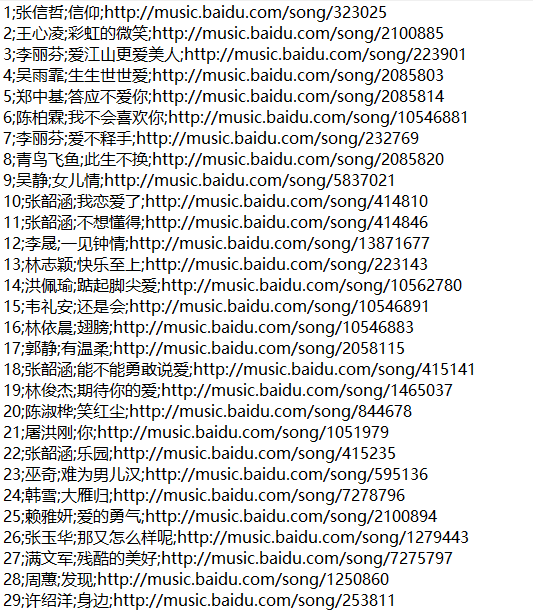 1;张信哲;信仰;http://music.baidu.com/song/323025
2;王心凌;彩虹的微笑;http://music.baidu.com/song/2100885
3;李丽芬;爱江山更爱美人;http://music.baidu.com/song/223901
4;吴雨霏;生生世世爱;http://music.baidu.com/song/2085803
5;郑中基;答应不爱你;http://music.baidu.com/song/2085814
6;陈柏霖;我不会喜欢你;http://music.baidu.com/song/10546881
7;李丽芬;爱不释手;http://music.baidu.com/song/232769
8;青鸟飞鱼;此生不换;http://music.baidu.com/song/2085820
9;吴静;女儿情;http://music.baidu.com/song/5837021
10;张韶涵;我恋爱了;http://music.baidu.com/song/414810
11;张韶涵;不想懂得;http://music.baidu.com/song/414846
12;李晟;一见钟情;http://music.baidu.com/song/13871677
13;林志颖;快乐至上;http://music.baidu.com/song/223143
14;洪佩瑜;踮起脚尖爱;http://music.baidu.com/song/10562780
15;韦礼安;还是会;http://music.baidu.com/song/10546891
16;林依晨;翅膀;http://music.baidu.com/song/10546883
17;郭静;有温柔;http://music.baidu.com/song/2058115
18;张韶涵;能不能勇敢说爱;http://music.baidu.com/song/415141
19;林俊杰;期待你的爱;http://music.baidu.com/song/1465037
20;陈淑桦;笑红尘;http://music.baidu.com/song/844678
21;屠洪刚;你;http://music.baidu.com/song/1051979
22;张韶涵;乐园;http://music.baidu.com/song/415235
23;巫奇;难为男儿汉;http://music.baidu.com/song/595136
24;韩雪;大雁归;http://music.baidu.com/song/7278796
25;赖雅妍;爱的勇气;http://music.baidu.com/song/2100894
26;张玉华;那又怎么样呢;http://music.baidu.com/song/1279443
27;满文军;残酷的美好;http://music.baidu.com/song/7275797
28;周蕙;发现;http://music.baidu.com/song/1250860
29;许绍洋;身边;http://music.baidu.com/song/253811